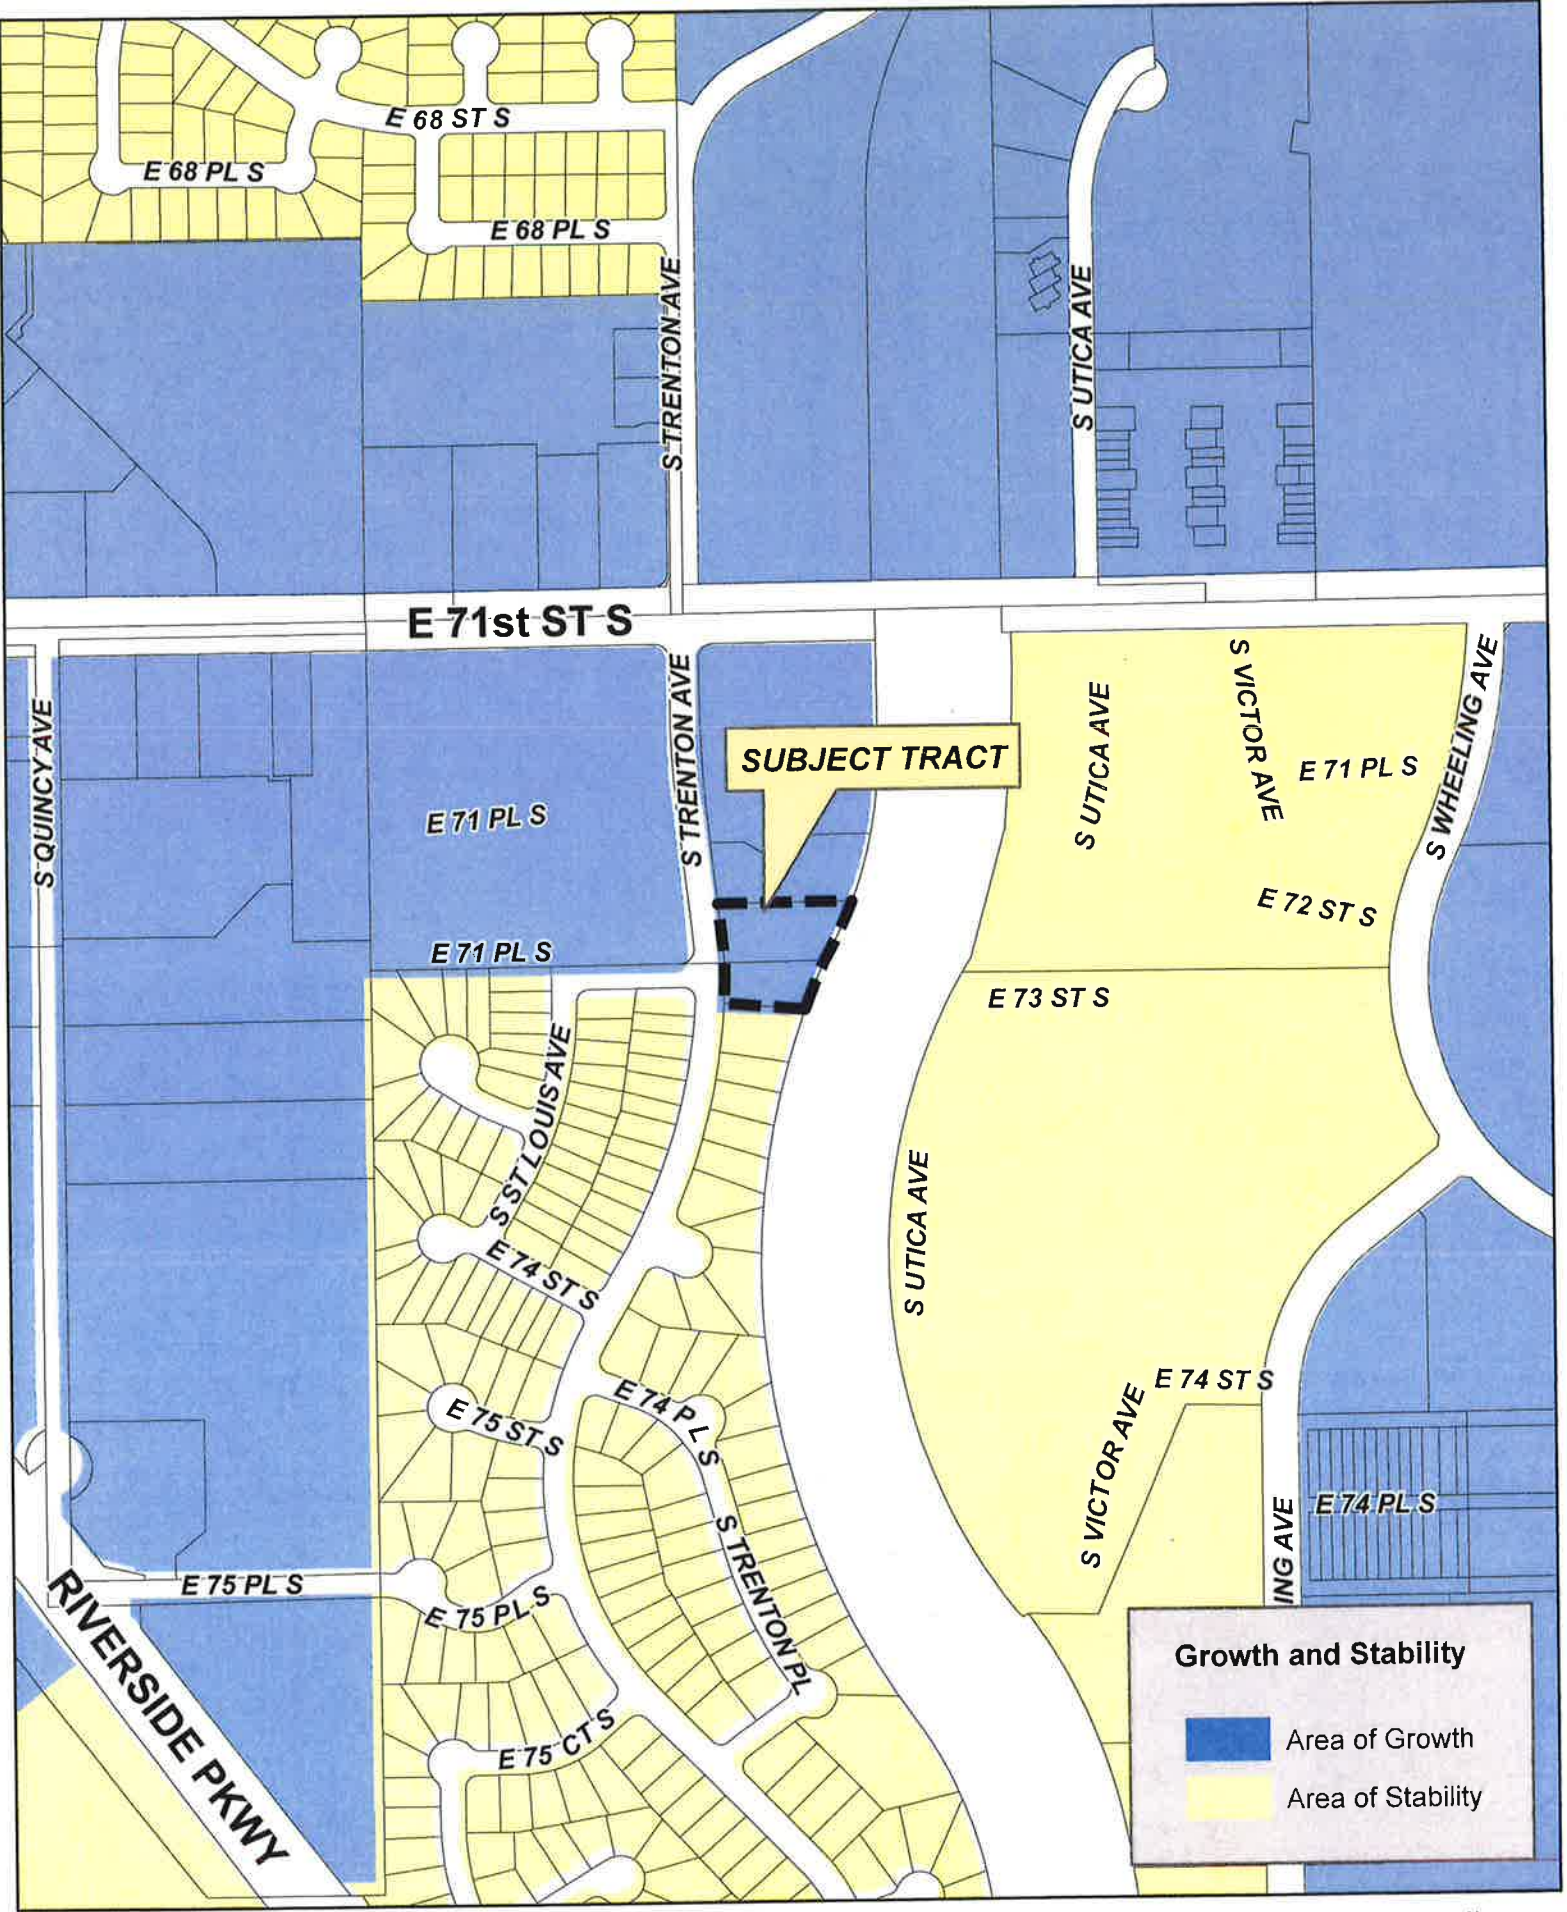 E 68 ST S
E 68 PL S
E 68 PL S
S TRENTON AVE
S UTICA AVE
E 71st ST S
S QUINCY AVE
S TRENTON AVE
SUBJECT TRACT
S UTICA AVE
S VICTOR AVE
E 71 PL S
S WHEELING AVE
E 71 PL S
E 72 ST S
E 71 PL S
E 73 ST S
S ST LOUIS AVE
S UTICA AVE
E 74 ST S
E 74 ST S
E 74 PL S
E 75 ST S
S VICTOR AVE
E 74 PL S
S TRENTON PL
ING AVE
E 75 PL S
E 75 PL S
RIVERSIDE PKWY
E 75 CT S
Growth and Stability
Area of Growth
Area of Stability